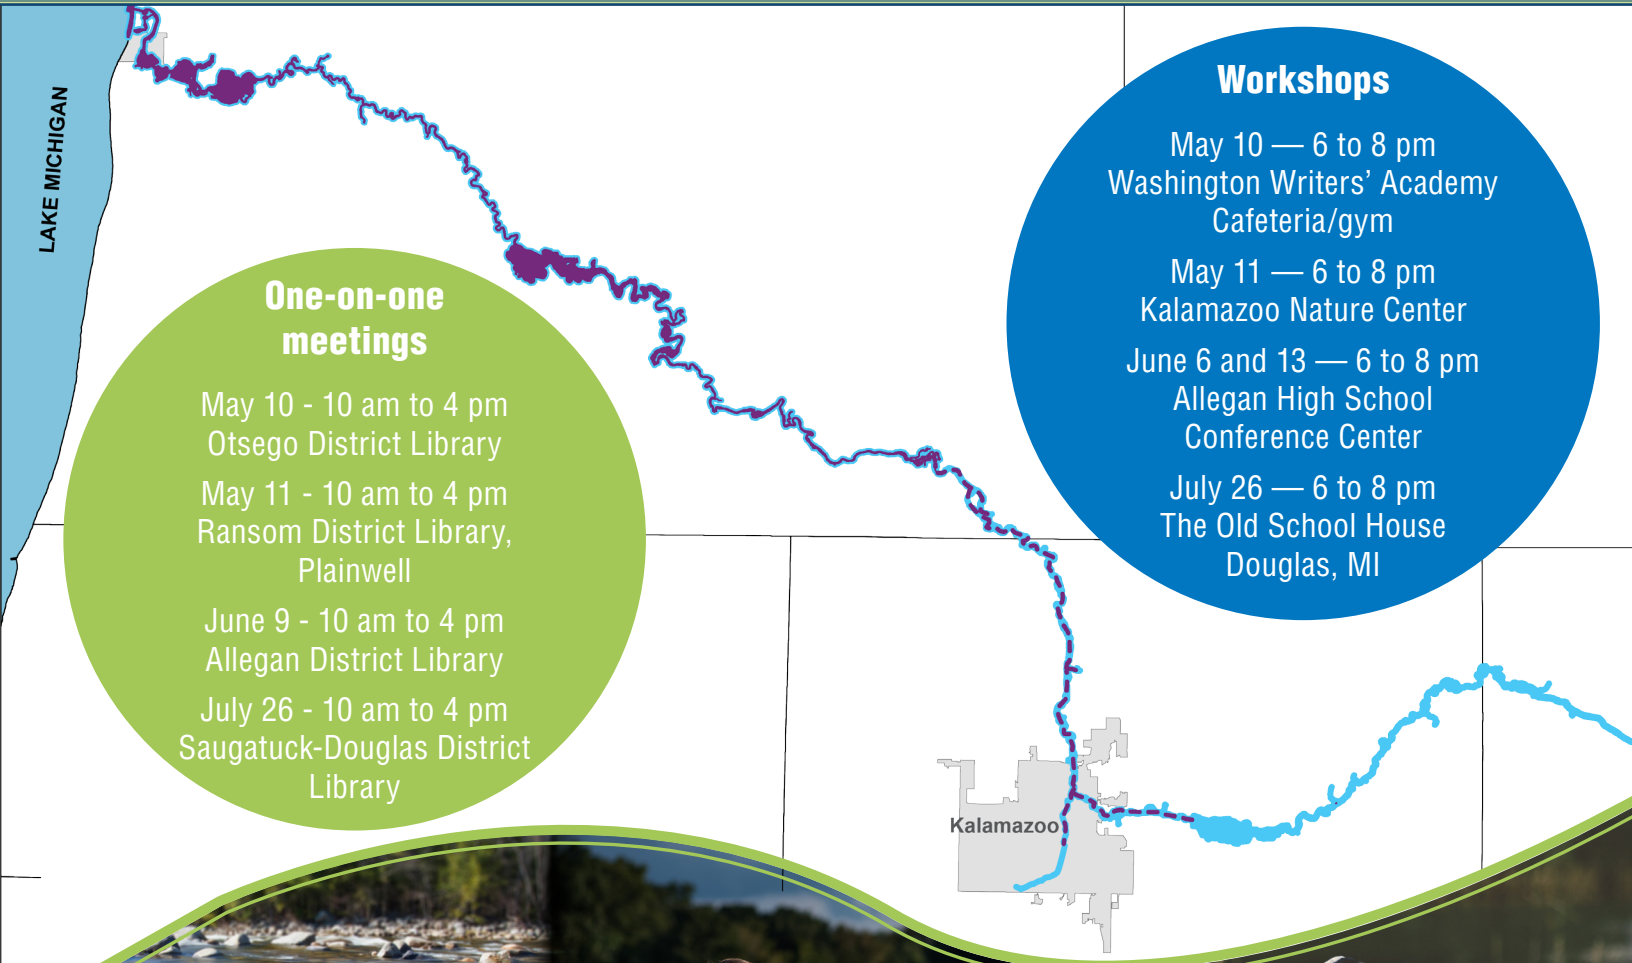 LAKE MICHIGAN
One-on-one
meetings
May 10 - 10 am to 4 pm
Otsego District Library
May 11 - 10 am to 4 pm
Ransom District Library,
Plainwell
June 9 - 10 am to 4 pm
Allegan District Library
July 26 - 10 am to 4 pm
Saugatuck-Douglas District
Library
Workshops
May 10 — 6 to 8 pm
Washington Writers’ Academy
Cafeteria/gym
May 11 — 6 to 8 pm
Kalamazoo Nature Center
June 6 and 13 — 6 to 8 pm
Allegan High School
Conference Center
July 26 — 6 to 8 pm
The Old School House
Douglas, MI
Kalamazoo